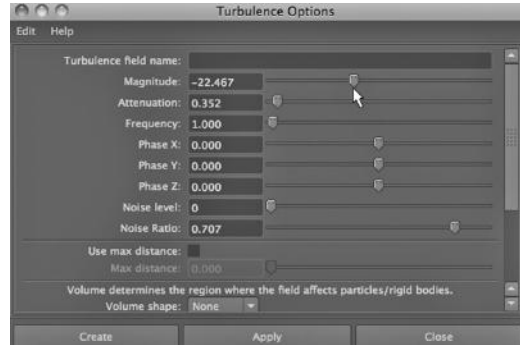 Turbulence Options
Edit Help
Turbulence field name:
Magnitude: -22.467
Attenuation: 0.352
Frequency: 1.000
Phase X: 0.000
Phase Y: 0.000
Phase Z: 0.000
Noise level: 0
Noise Ratio: 0.707
Use max distance:
Max distance: 0.000
Volume determines the region where the field affects particles/rigid bodies.
Volume shape: None
Create Apply Close